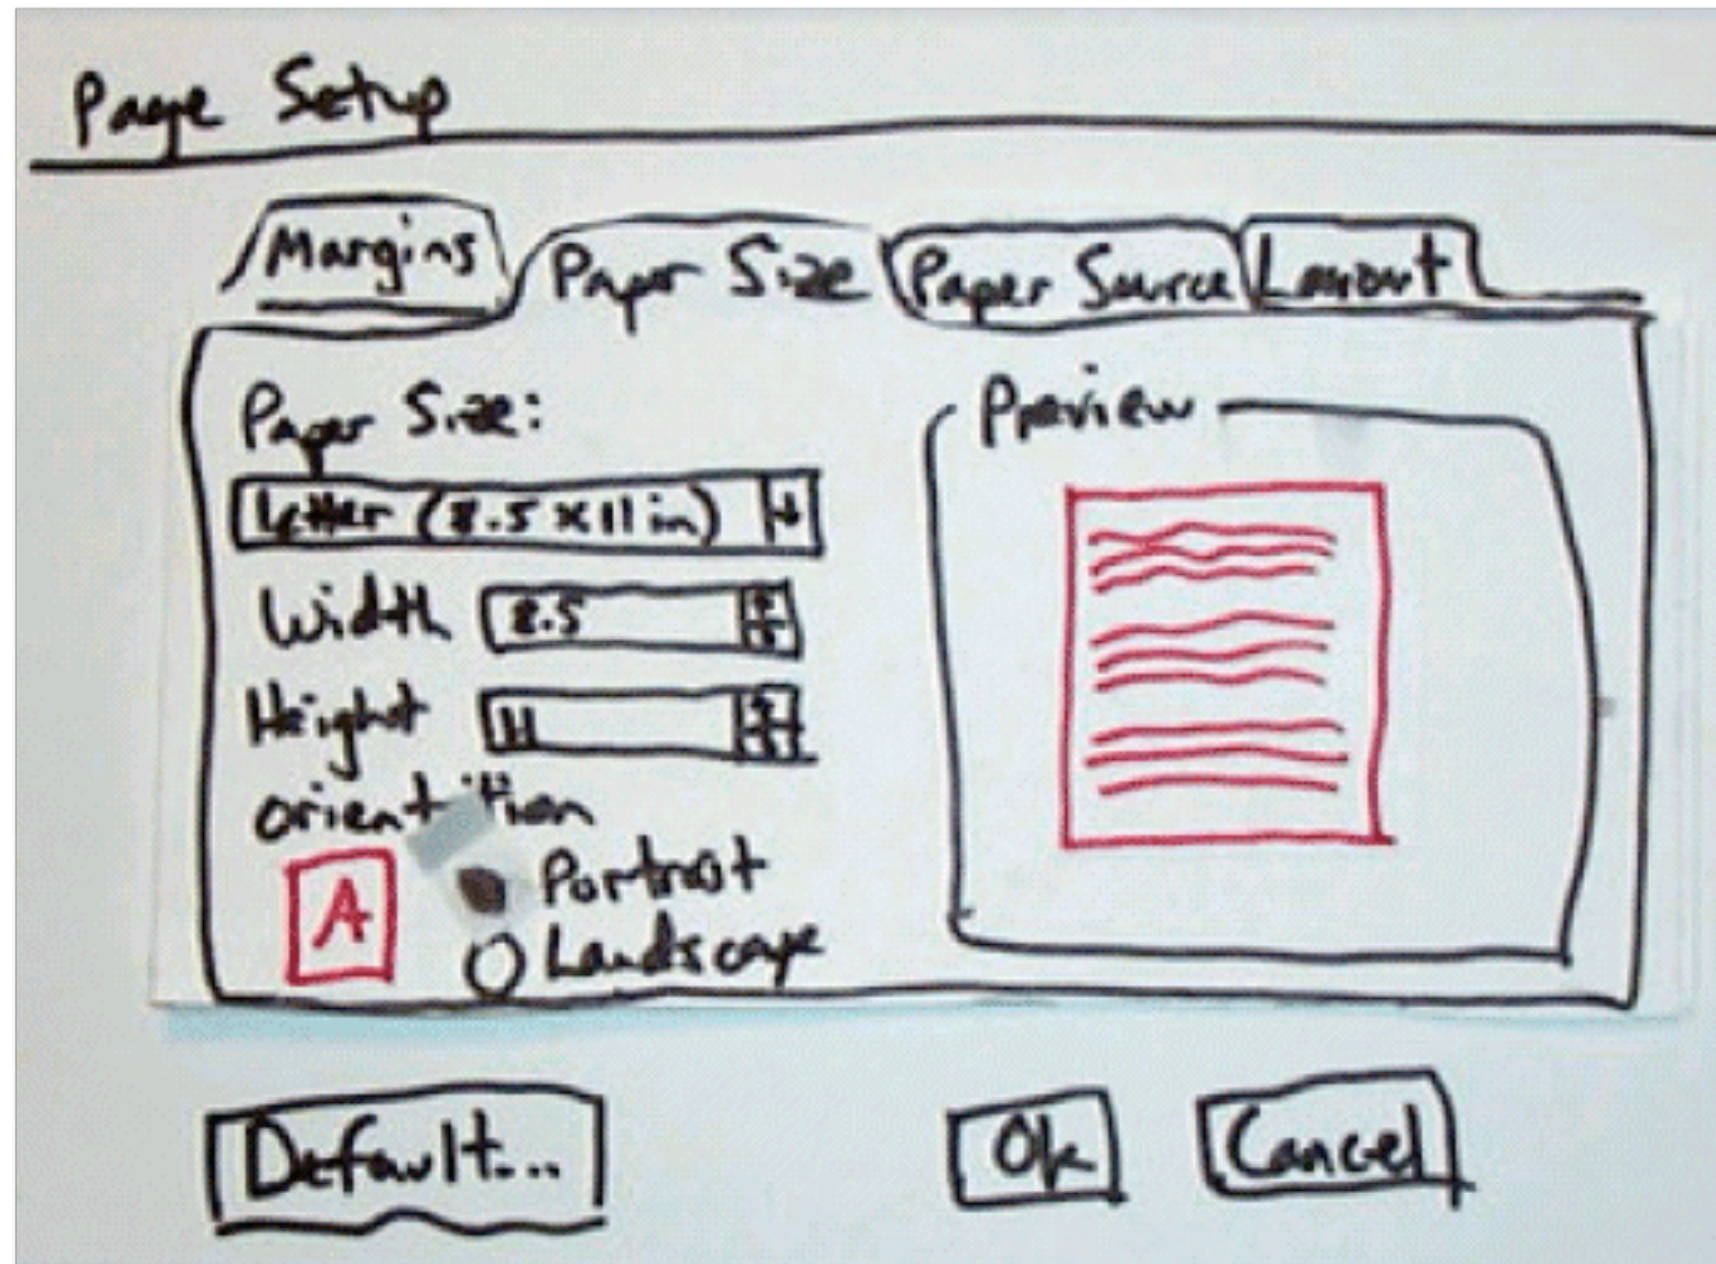 Page Setup
Margins Paper Size Paper Source Layout
Paper Size:
Letter (8.5 x 11 in)
Width 8.5
Height 11
orientation
A
Portrait
Landscape
Preview
Default...
Ok Cancel